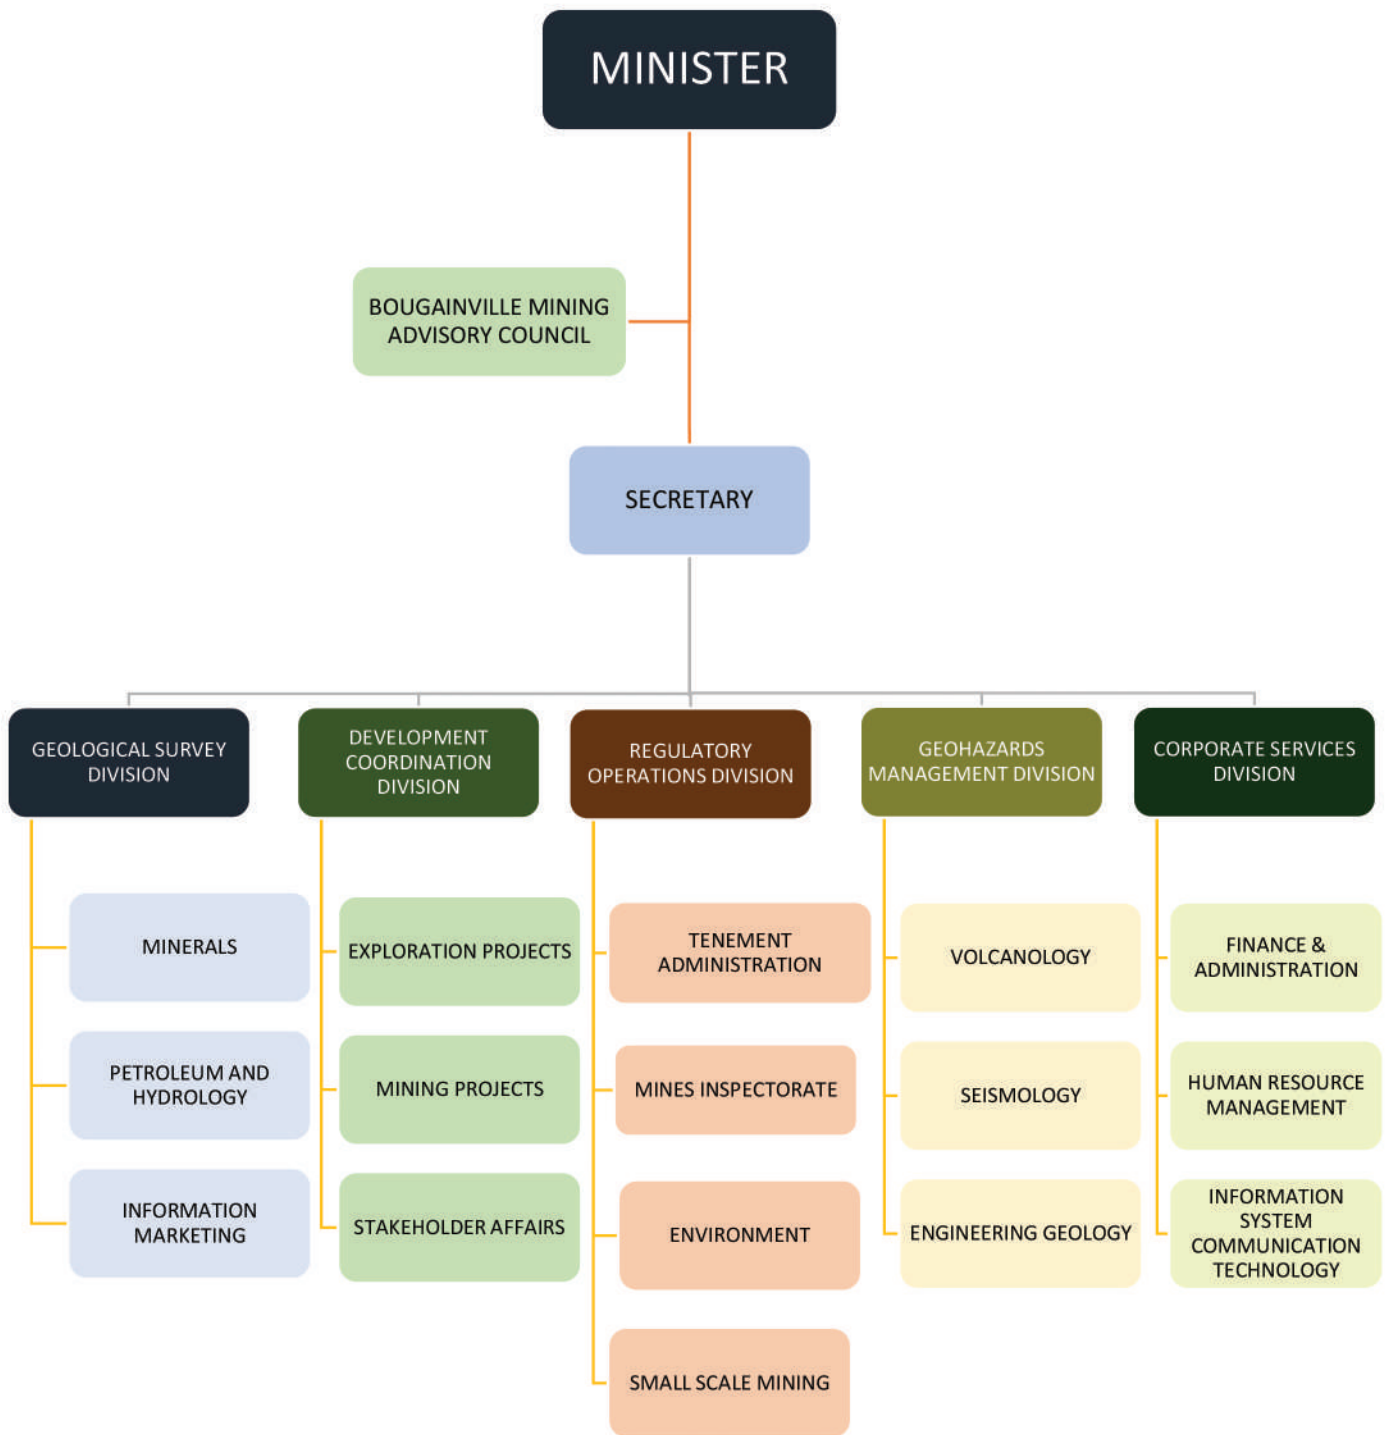 MINISTER
BOUGAINVILLE MINING
ADVISORY COUNCIL
SECRETARY
GEOLOGICAL SURVEY
DIVISION
DEVELOPMENT
COORDINATION
DIVISION
REGULATORY
OPERATIONS DIVISION
GEOHAZARDS
MANAGEMENT DIVISION
CORPORATE SERVICES
DIVISION
MINERALS
PETROLEUM AND
HYDROLOGY
INFORMATION
MARKETING
EXPLORATION PROJECTS
MINING PROJECTS
STAKEHOLDER AFFAIRS
TENEMENT
ADMINISTRATION
MINES INSPECTORATE
ENVIRONMENT
SMALL SCALE MINING
VOLCANOLOGY
SEISMOLOGY
ENGINEERING GEOLOGY
FINANCE &
ADMINISTRATION
HUMAN RESOURCE
MANAGEMENT
INFORMATION
SYSTEM
COMMUNICATION
TECHNOLOGY